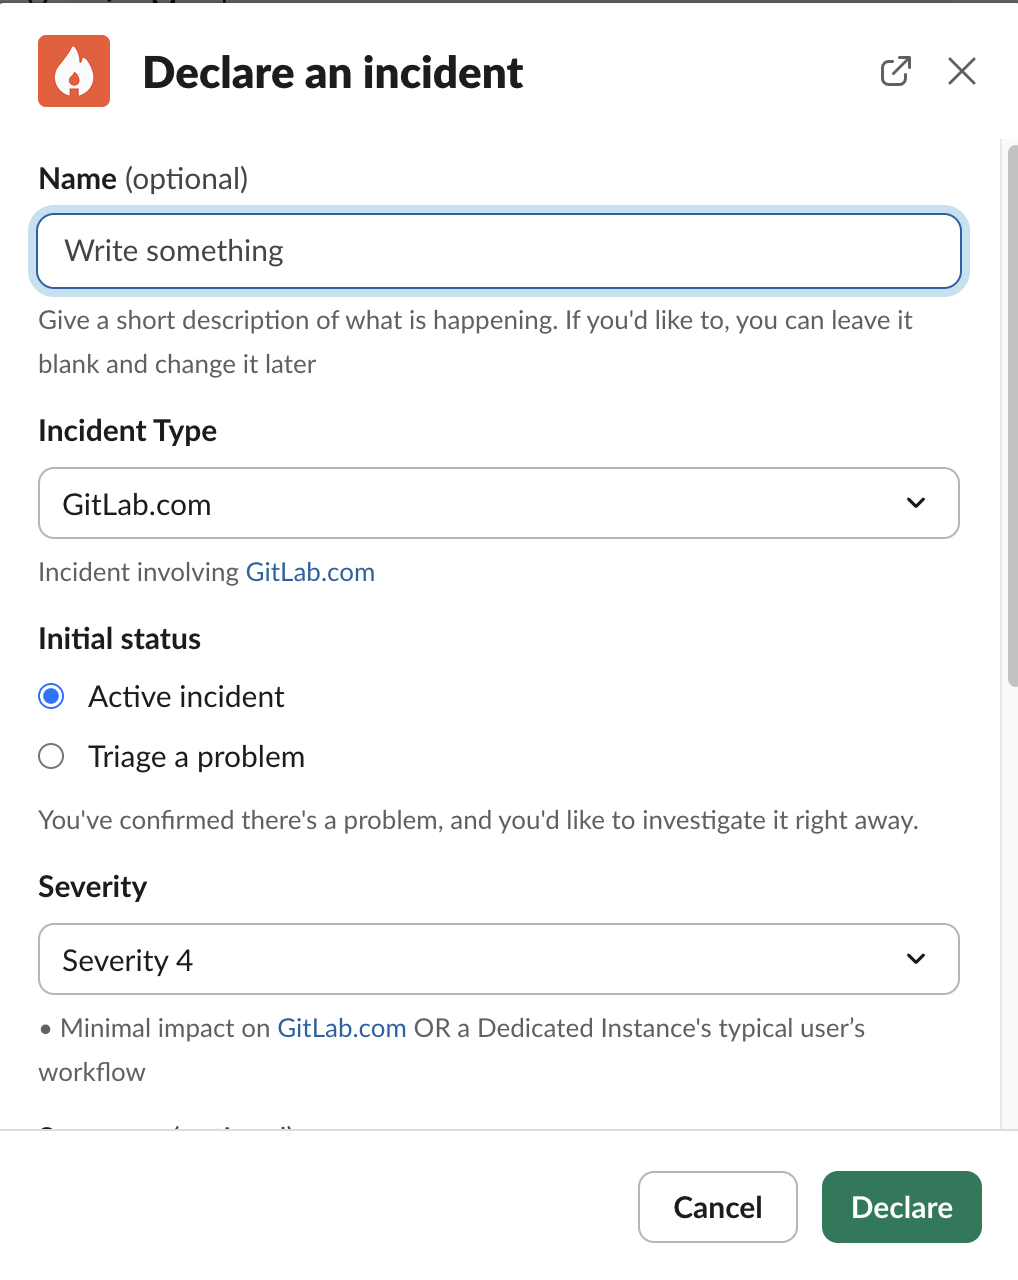 Declare an incident
Name (optional)
Write something
Give a short description of what is happening. If you'd like to, you can leave it
blank and change it later
Incident Type
GitLab.com
Incident involving GitLab.com
Initial status
Active incident
Triage a problem
You've confirmed there's a problem, and you'd like to investigate it right away.
Severity
Severity 4
• Minimal impact on GitLab.com OR a Dedicated Instance's typical user’s
workflow
Cancel
Declare